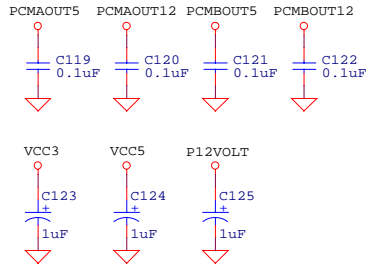 PCMAOUT5 PCMAOUT12 PCMBOUT5 PCMBOUT12
C119 C120 C121 C122
0.1uF 0.1uF 0.1uF 0.1uF
VCC3 VCC5 P12VOLT
C123 C124 C125
+ + +
1uF 1uF 1uF